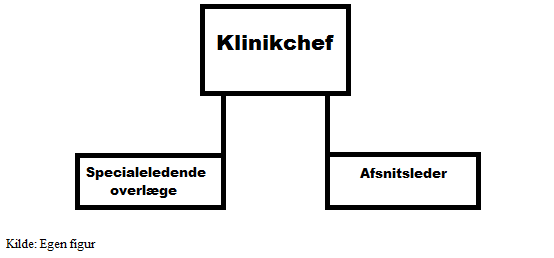 Klinikchef
Specialeledende
overlæge
Afsnitsleder
Kilde: Egen figur